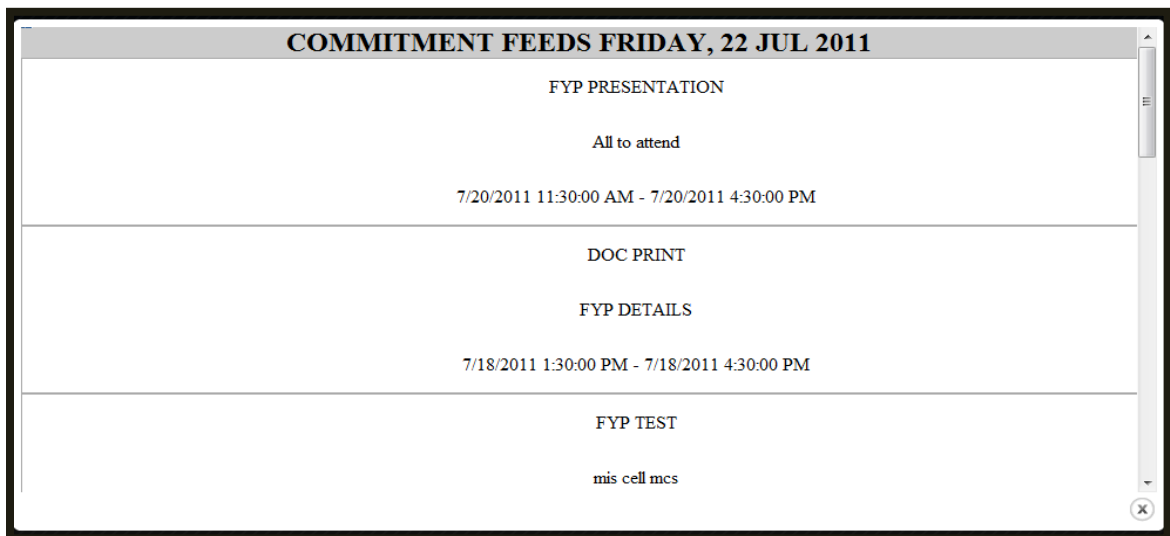 COMMITMENT FEEDS FRIDAY, 22 JUL 2011
FYP PRESENTATION
All to attend
7/20/2011 11:30:00 AM - 7/20/2011 4:30:00 PM
DOC PRINT
FYP DETAILS
7/18/2011 1:30:00 PM - 7/18/2011 4:30:00 PM
FYP TEST
mis cell mcs